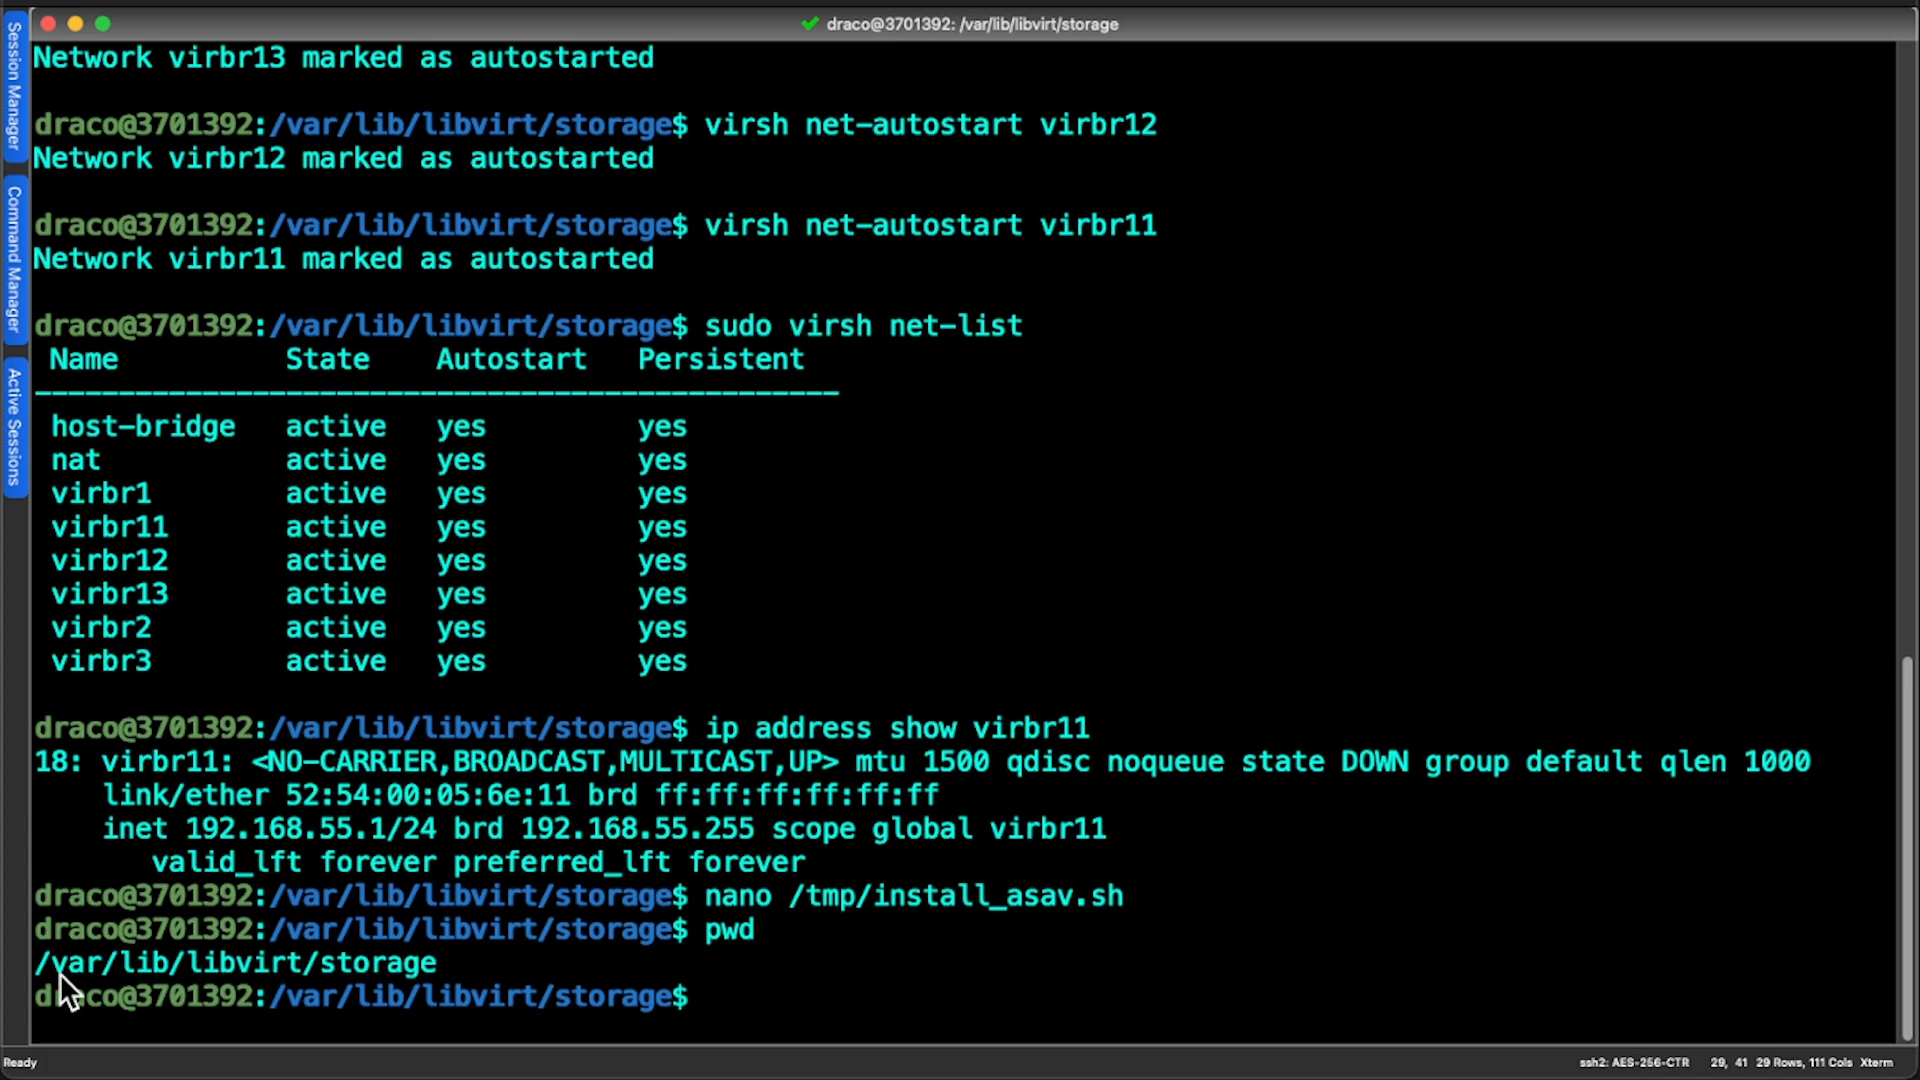 draco@3701392: /var/lib/libvirt/storage
Session Manager
Command Manager
Active Sessions
Network virbr13 marked as autostarted
draco@3701392:/var/lib/libvirt/storage$ virsh net-autostart virbr12
Network virbr12 marked as autostarted
draco@3701392:/var/lib/libvirt/storage$ virsh net-autostart virbr11
Network virbr11 marked as autostarted
draco@3701392:/var/lib/libvirt/storage$ sudo virsh net-list
Name State Autostart Persistent
host-bridge active yes yes
nat active yes yes
virbr1 active yes yes
virbr11 active yes yes
virbr12 active yes yes
virbr13 active yes yes
virbr2 active yes yes
virbr3 active yes yes
draco@3701392:/var/lib/libvirt/storage$ ip address show virbr11
18: virbr11: <NO-CARRIER,BROADCAST,MULTICAST,UP> mtu 1500 qdisc noqueue state DOWN group default qlen 1000
link/ether 52:54:00:05:6e:11 brd ff:ff:ff:ff:ff:ff
inet 192.168.55.1/24 brd 192.168.55.255 scope global virbr11
valid_lft forever preferred_lft forever
draco@3701392:/var/lib/libvirt/storage$ nano /tmp/install_asav.sh
draco@3701392:/var/lib/libvirt/storage$ pwd
/var/lib/libvirt/storage
draco@3701392:/var/lib/libvirt/storage$
Ready
ssh2: AES-256-CTR 29, 41 29 Rows, 111 Cols Xterm